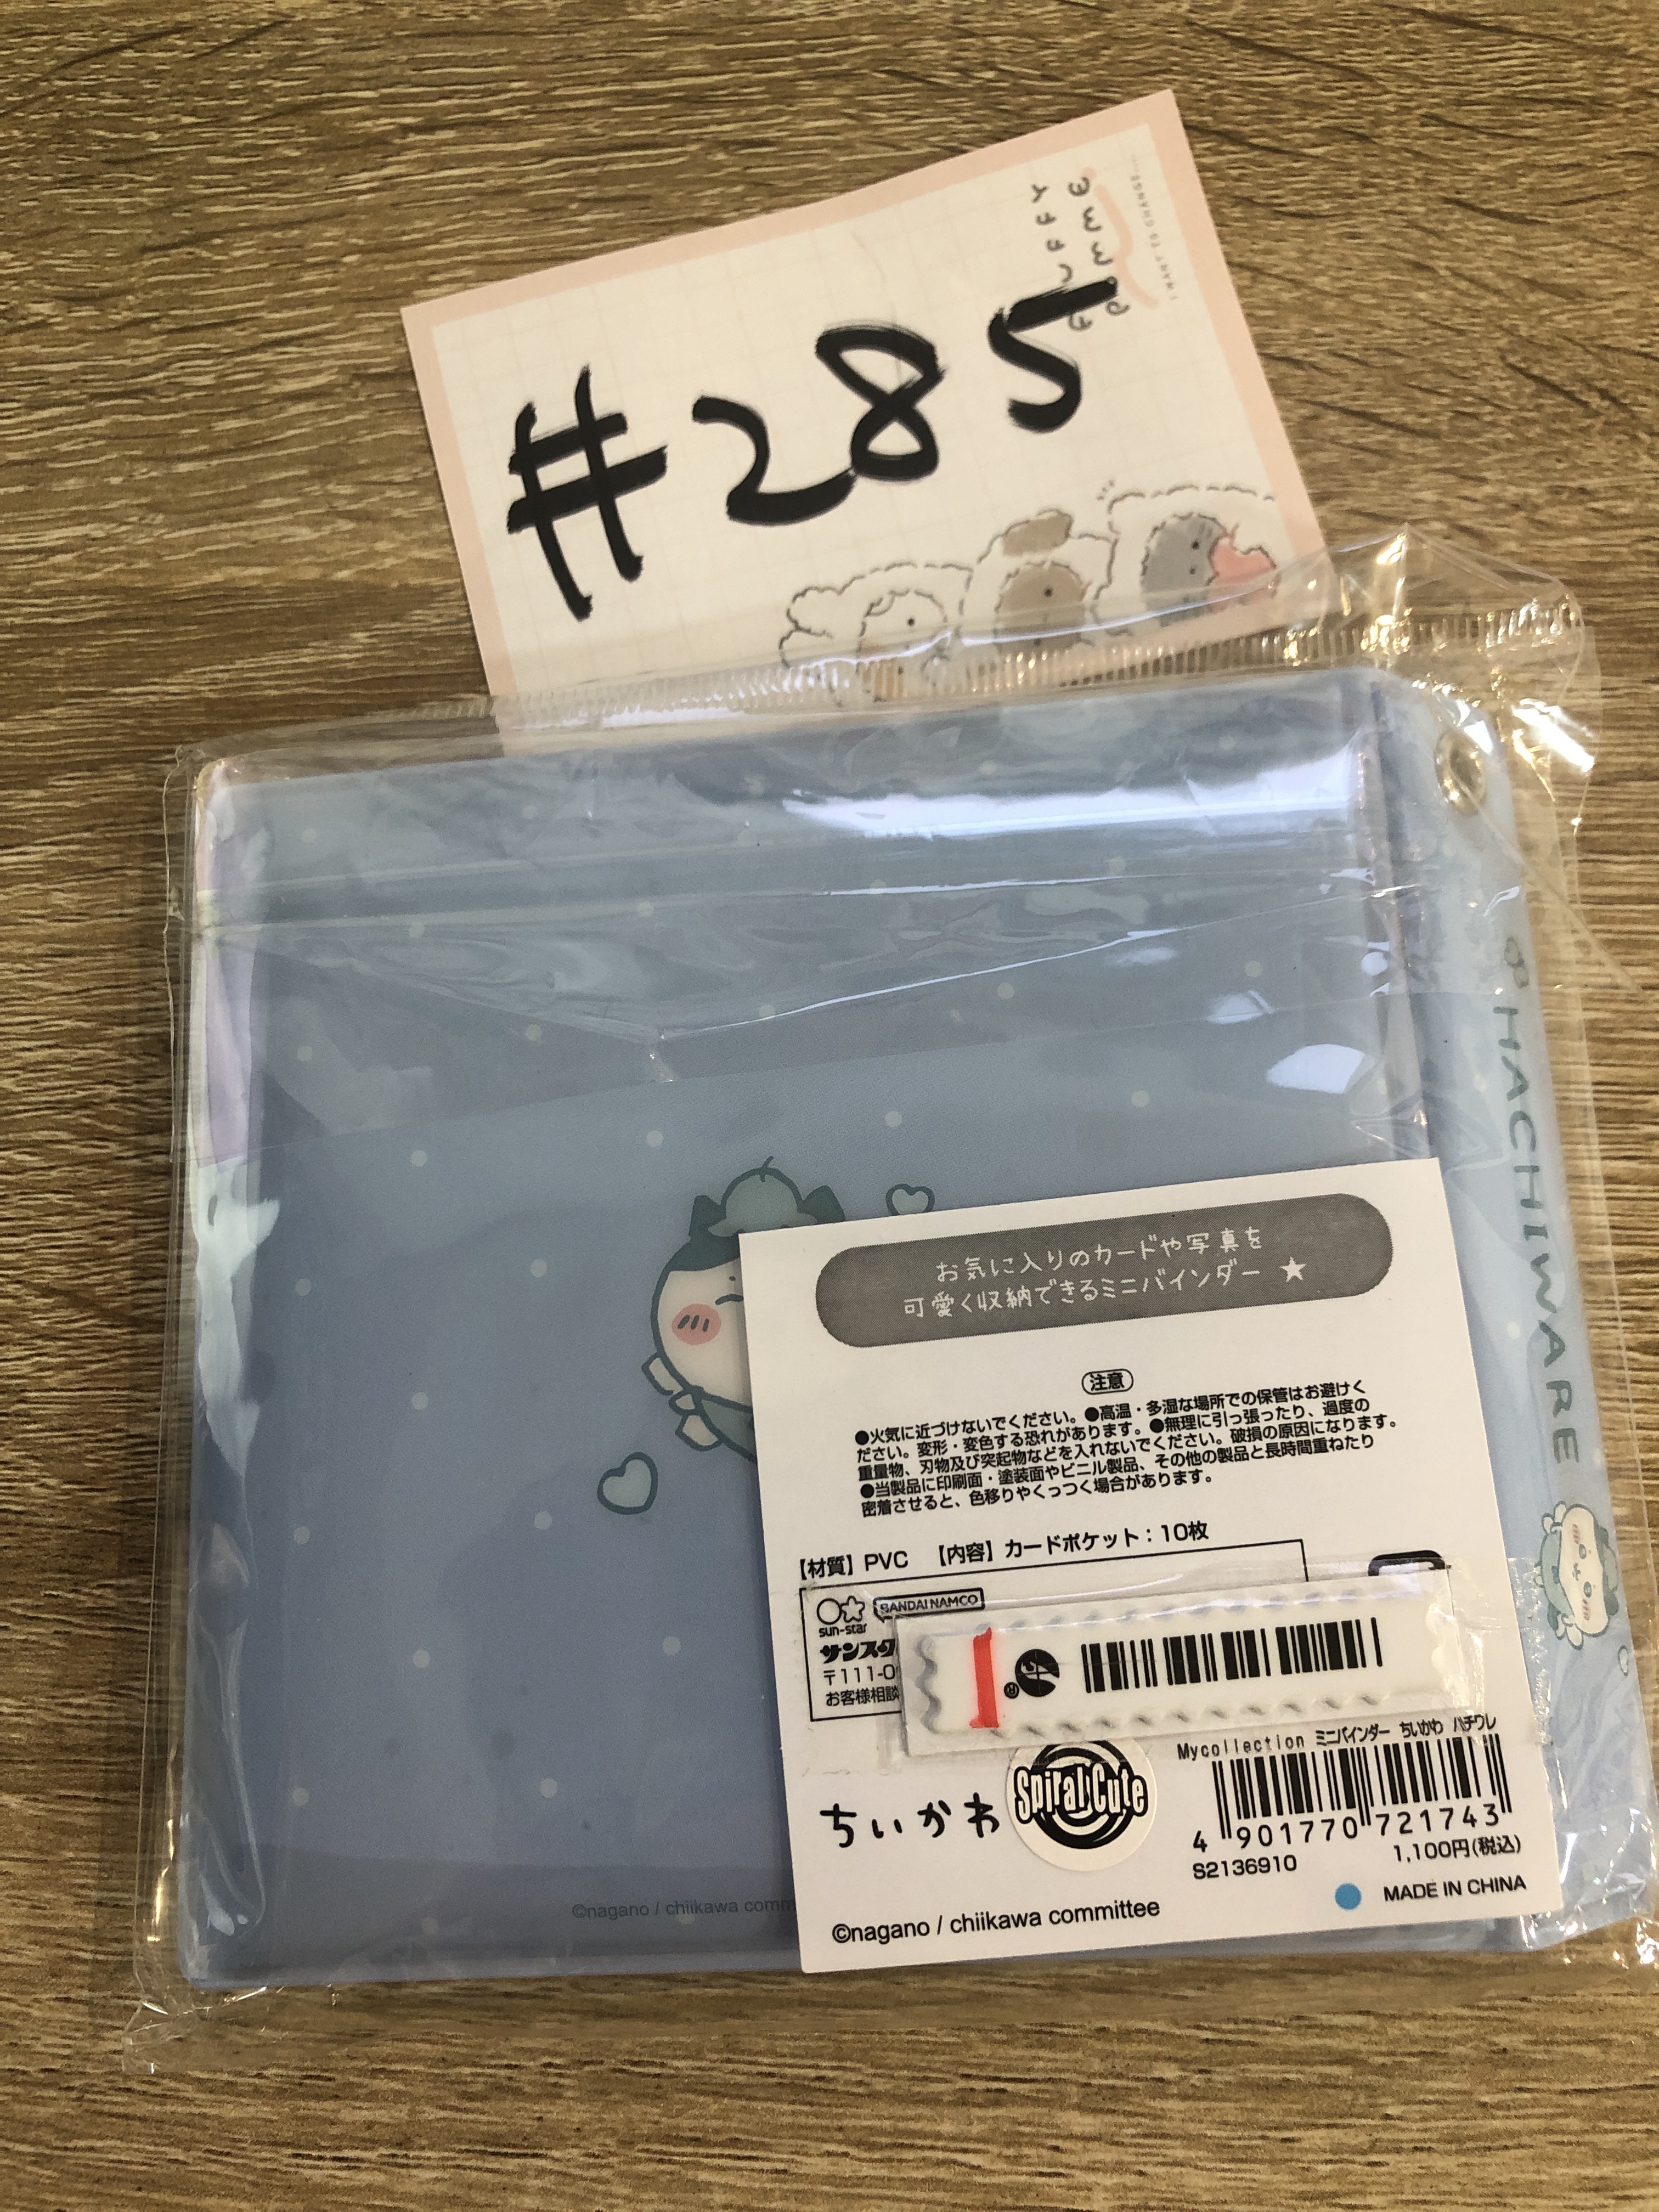 I WANT TO CHANGE
#285
HACHIWARE
お気に入りのカードや写真を
可愛く収納できるミニバインダー ★
注意
●火気に近づけないでください。●高温・多湿な場所での保管はお避けく
ださい。変形・変色する恐れがあります。●無理に引っ張ったり、過度の
重量物、刃物及び突起物などを入れないでください。破損の原因になります。
●当製品に印刷面・塗装面やビニル製品、その他の製品と長時間重ねたり
密着させると、色移りやくっつく場合があります。
【材質】PVC 【内容】カードポケット：10枚
sun-star BANDAI NAMCO
サンスタ
〒111-0
お客様相談
®
Mycollection ミニバインダー ちいかわ ハチワレ
ちいかわ
Spiral Cute
4 901770 721743
S2136910 1,100円(税込)
MADE IN CHINA
©nagano / chiikawa committee
©nagano / chiikawa comm